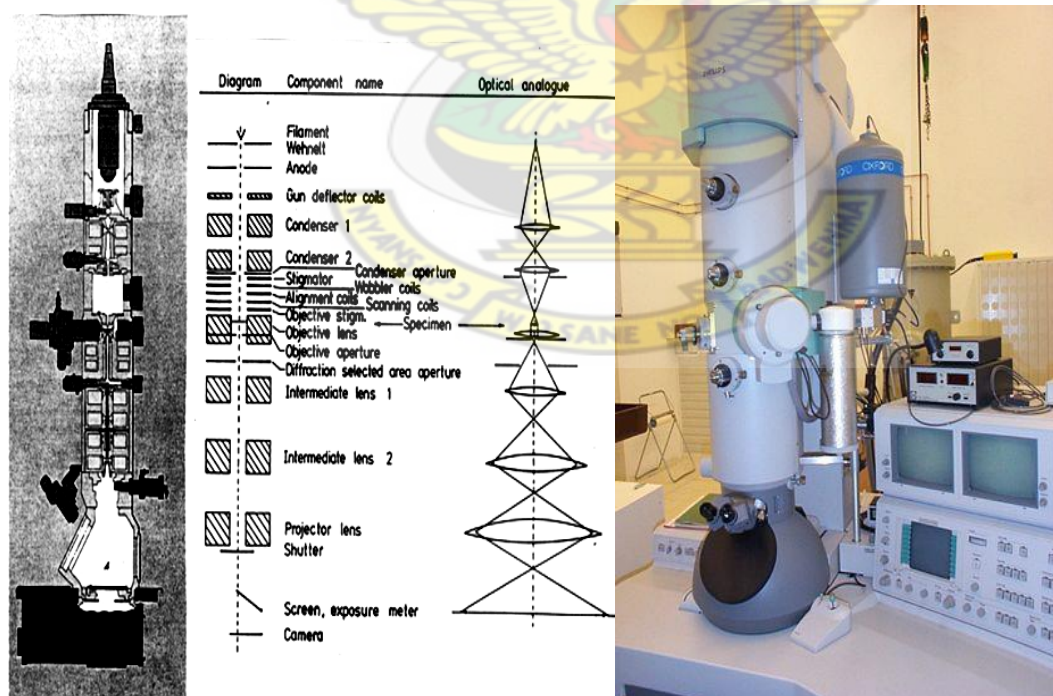 Diagram Component name Optical analogue
Filament
Wehnelt
Anode
Gun deflector coils
Condenser 1
Condenser 2
Condenser aperture
Stigmator
Wobbler coils
Alignment coils
Scanning coils
Objective stigm.
Specimen
Objective lens
Objective aperture
Diffraction selected area aperture
Intermediate lens 1
Intermediate lens 2
Projector lens
Shutter
Screen, exposure meter
Camera
PHILIPS
OXFORD